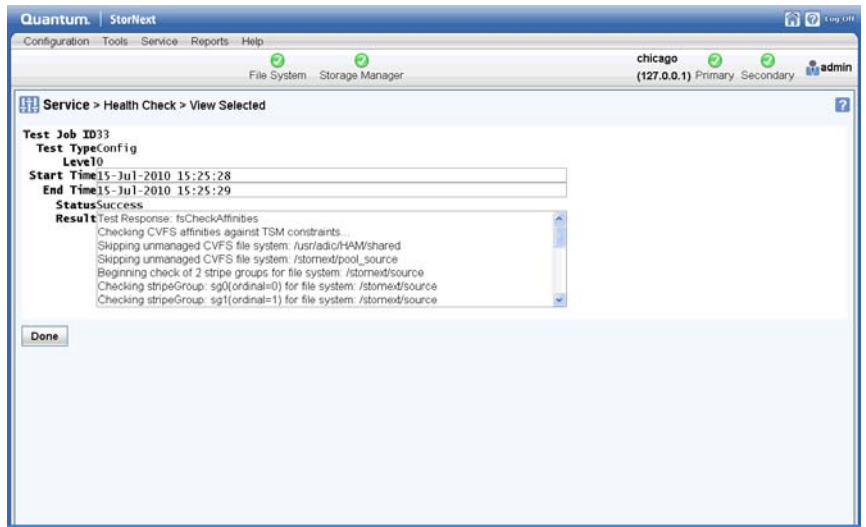 Quantum. | StorNext
Log Off
Configuration Tools Service Reports Help
File System Storage Manager
chicago
(127.0.0.1) Primary Secondary
admin
Service > Health Check > View Selected
Test Job ID33
Test TypeConfig
Level0
Start Time15-Jul-2010 15:25:28
End Time15-Jul-2010 15:25:29
StatusSuccess
ResultTest Response: fsCheckAffinities
Checking CVFS affinities against TSM constraints...
Skipping unmanaged CVFS file system: /usr/adic/HAM/shared
Skipping unmanaged CVFS file system: /stornext/pool_source
Beginning check of 2 stripe groups for file system: /stornext/source
Checking stripeGroup: sg0(ordinal=0) for file system: /stornext/source
Checking stripeGroup: sg1(ordinal=1) for file system: /stornext/source
Done